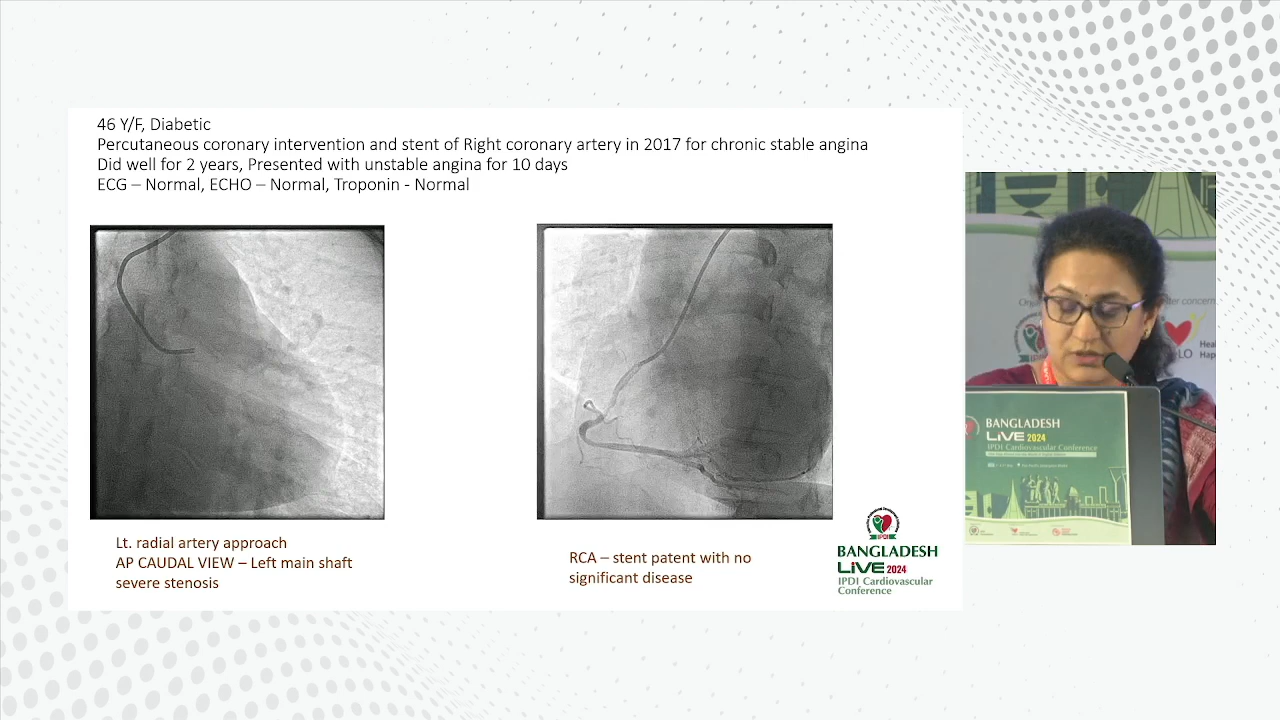 46 Y/F, Diabetic
Percutaneous coronary intervention and stent of Right coronary artery in 2017 for chronic stable angina
Did well for 2 years, Presented with unstable angina for 10 days
ECG – Normal, ECHO – Normal, Troponin - Normal
Lt. radial artery approach
AP CAUDAL VIEW – Left main shaft
severe stenosis
RCA – stent patent with no
significant disease
IPDI
BANGLADESH
LiVE 2024
IPDI Cardiovascular
Conference
BANGLADESH
LiVE 2024
IPDI Cardiovascular Conference